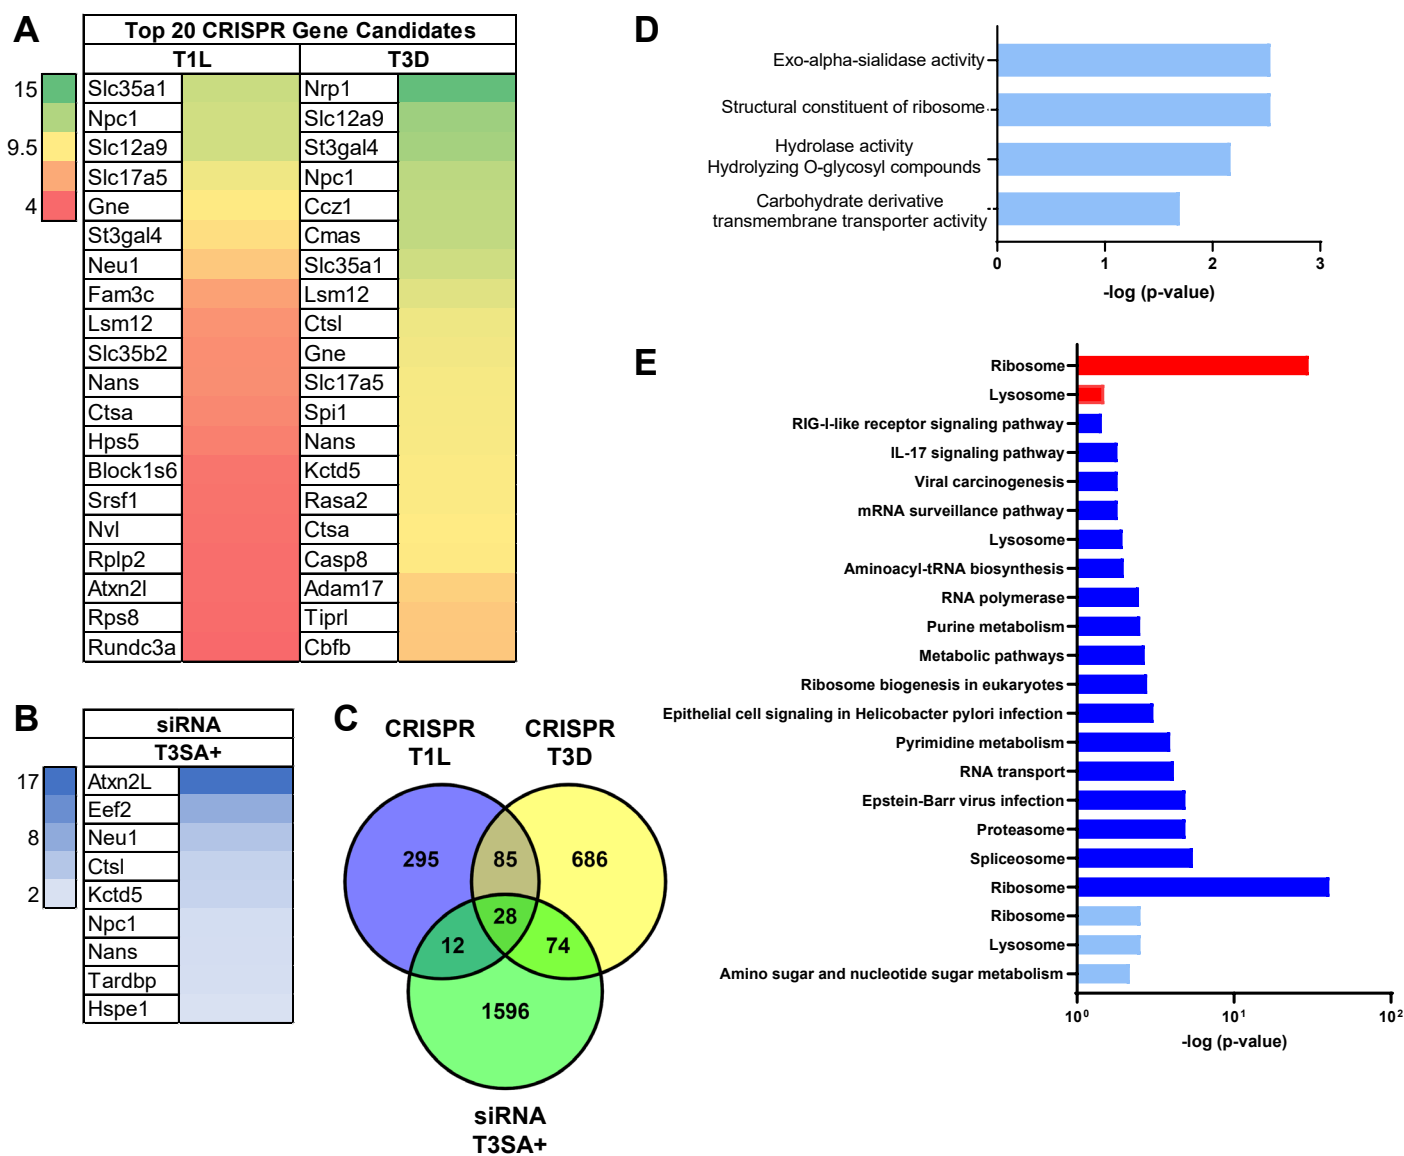 A
Top 20 CRISPR Gene Candidates
T1L T3D
15
9.5
4
Slc35a1 Nrp1
Npc1 Slc12a9
Slc12a9 St3gal4
Slc17a5 Npc1
Gne Ccz1
St3gal4 Cmas
Neu1 Slc35a1
Fam3c Lsm12
Lsm12 Ctsl
Slc35b2 Gne
Nans Slc17a5
Ctsa Spi1
Hps5 Nans
Block1s6 Kctd5
Srsf1 Rasa2
Nvl Ctsa
Rplp2 Casp8
Atxn2l Adam17
Rps8 Tiprl
Rundc3a Cbfb
B
siRNA
T3SA+
17
8
2
Atxn2L
Eef2
Neu1
Ctsl
Kctd5
Npc1
Nans
Tardbp
Hspe1
C
CRISPR
T1L
CRISPR
T3D
295
85
686
28
12
74
1596
siRNA
T3SA+
D
Exo-alpha-sialidase activity
Structural constituent of ribosome
Hydrolase activity
Hydrolyzing O-glycosyl compounds
Carbohydrate derivative
transmembrane transporter activity
0 1 2 3
-log (p-value)
E
Ribosome
Lysosome
RIG-I-like receptor signaling pathway
IL-17 signaling pathway
Viral carcinogenesis
mRNA surveillance pathway
Lysosome
Aminoacyl-tRNA biosynthesis
RNA polymerase
Purine metabolism
Metabolic pathways
Ribosome biogenesis in eukaryotes
Epithelial cell signaling in Helicobacter pylori infection
Pyrimidine metabolism
RNA transport
Epstein-Barr virus infection
Proteasome
Spliceosome
Ribosome
Ribosome
Lysosome
Amino sugar and nucleotide sugar metabolism
10⁰ 10¹ 10²
-log (p-value)